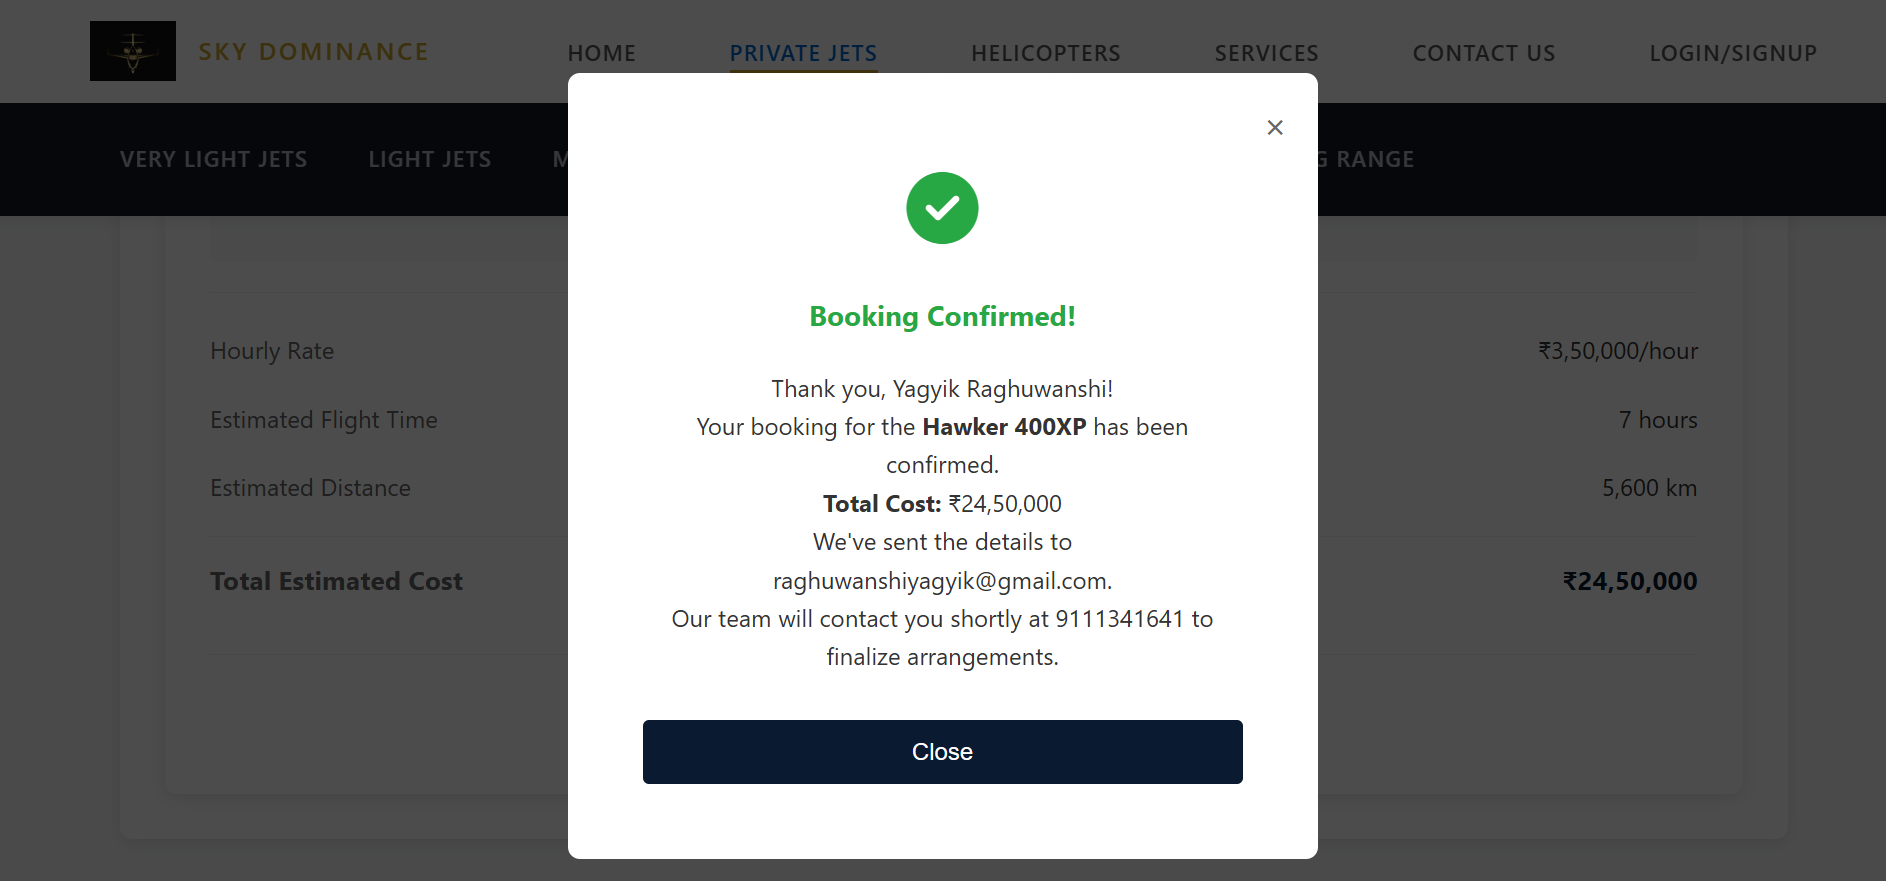 SKY DOMINANCE
HOME
PRIVATE JETS
HELICOPTERS
SERVICES
CONTACT US
LOGIN/SIGNUP
×
VERY LIGHT JETS
LIGHT JETS
M
G RANGE
Booking Confirmed!
Hourly Rate
₹3,50,000/hour
Thank you, Yagyik Raghuwanshi!
Estimated Flight Time
Your booking for the Hawker 400XP has been
7 hours
confirmed.
Estimated Distance
5,600 km
Total Cost: ₹24,50,000
We've sent the details to
raghuwanshiyagyik@gmail.com.
Total Estimated Cost
₹24,50,000
Our team will contact you shortly at 9111341641 to
finalize arrangements.
Close